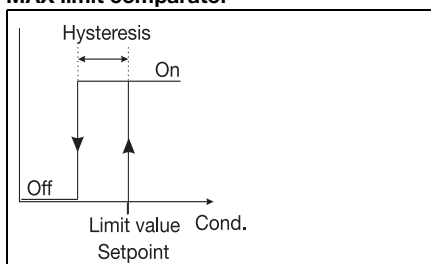 MAX limit comparator
Hysteresis
On
Off
Limit value Cond.
Setpoint